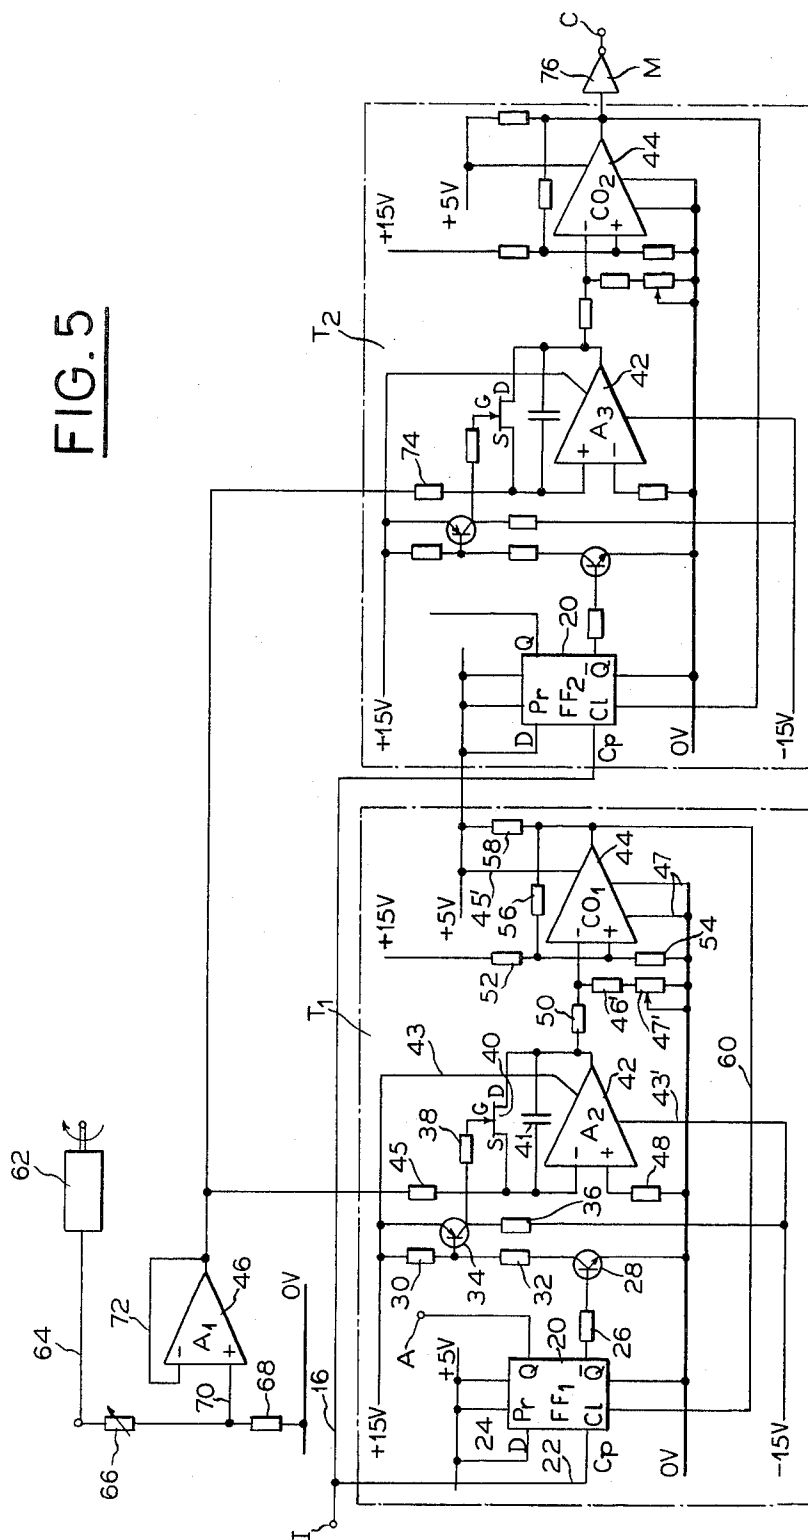 FIG. 5
62
64
66
68
70
72
46
A1
-
+
0V
I
16
T1
+15V
+5V
24
22
D
Pr
Q
FF1
20
Cl
Q̅
Cp
A
26
28
30
32
34
36
38
40
41
G
S
D
43
45
A2
-
+
42
43'
48
50
46'
47'
+15V
+5V
45'
52
54
56
58
CO1
-
+
44
47
60
0V
-15V
T2
+15V
D
Pr
Q
FF2
20
Cl
Q̅
Cp
74
G
S
D
A3
+
-
42
+15V
+5V
CO2
-
+
44
0V
-15V
76
M
C